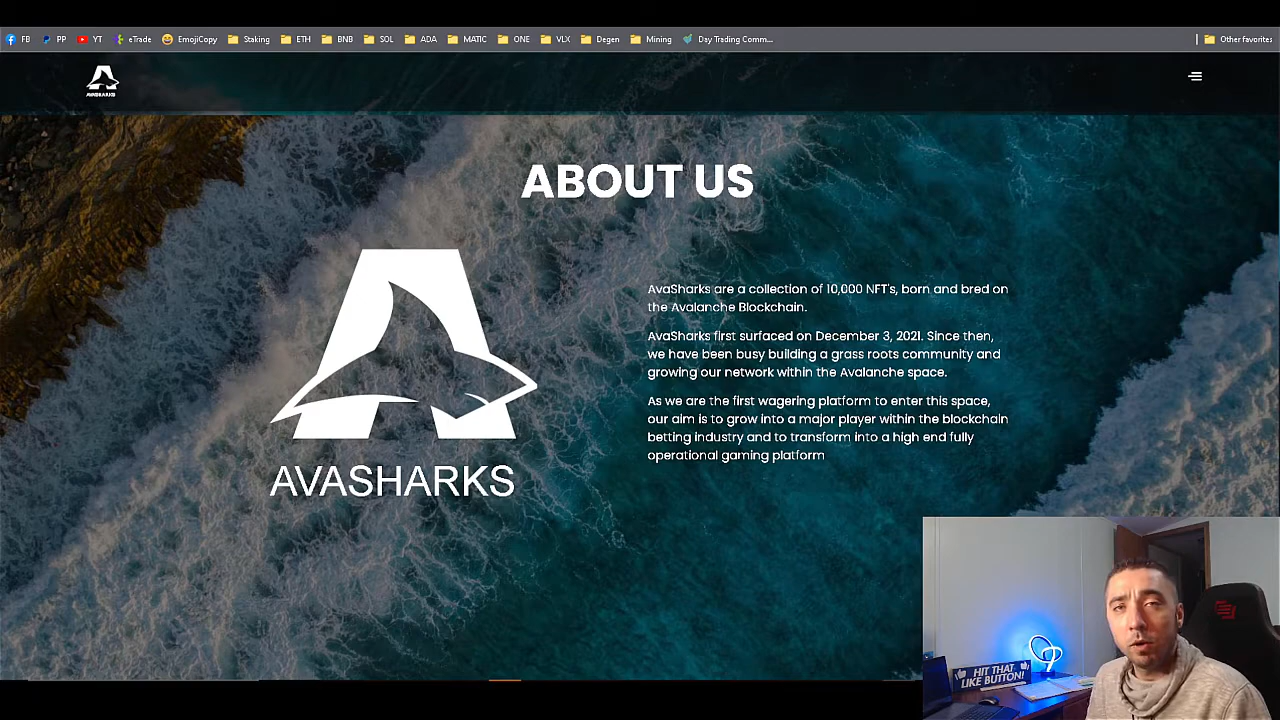 FB PP YT eTrade EmojiCopy Staking ETH BNB SOL ADA MATIC ONE VLX Degen Mining Day Trading Comm... Other favorites
AVASHARKS
ABOUT US
AVASHARKS
AvaSharks are a collection of 10,000 NFT's, born and bred on
the Avalanche Blockchain.
AvaSharks first surfaced on December 3, 2021. Since then,
we have been busy building a grass roots community and
growing our network within the Avalanche space.
As we are the first wagering platform to enter this space,
our aim is to grow into a major player within the blockchain
betting industry and to transform into a high end fully
operational gaming platform
HIT THAT
LIKE BUTTON!